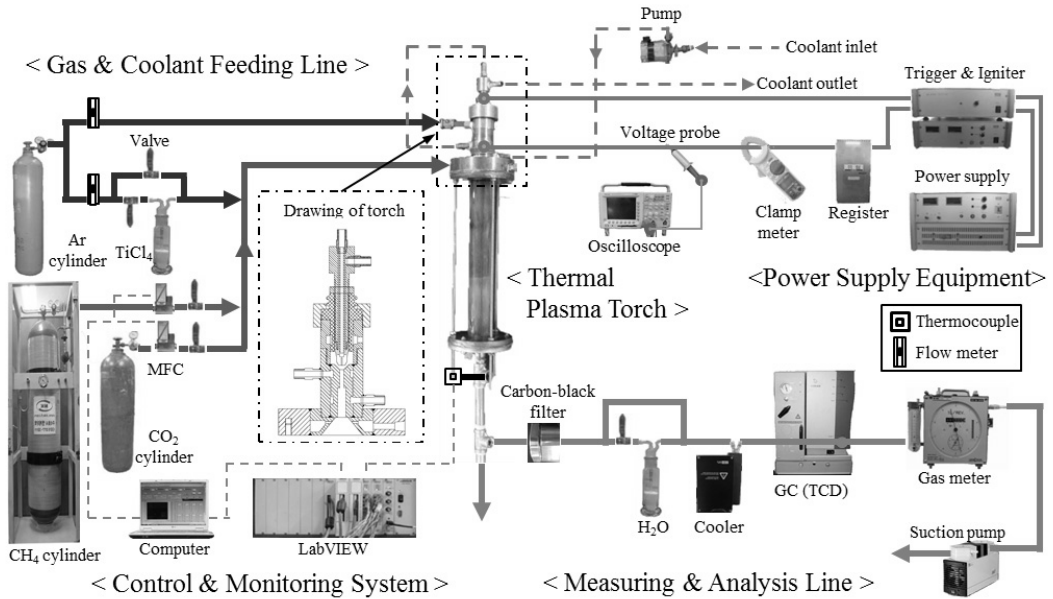 Pump
Coolant inlet
< Gas & Coolant Feeding Line >
Coolant outlet
Trigger & Igniter
Valve
Voltage probe
Drawing of torch
Power supply
Ar
cylinder
TiCl4
Oscilloscope
Clamp
meter
Register
< Thermal
Plasma Torch >
<Power Supply Equipment>
Thermocouple
Flow meter
MFC
Carbon-black
filter
CO2
cylinder
GC (TCD)
Gas meter
H2O
Cooler
Computer
LabVIEW
CH4 cylinder
Suction pump
< Control & Monitoring System >
< Measuring & Analysis Line >